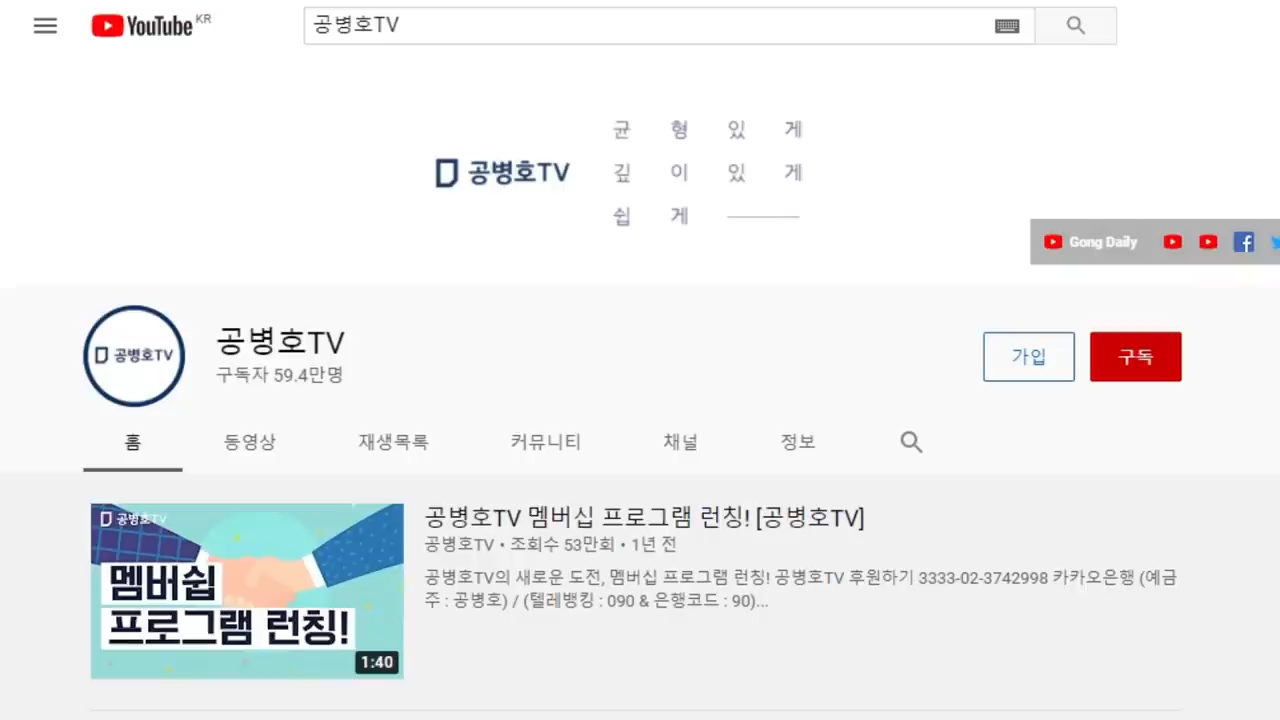 YouTube KR
공병호TV
공병호TV
균형있게
깊이있게
쉽게
Gong Daily
공병호TV
공병호TV
구독자 59.4만명
가입
구독
홈
동영상
재생목록
커뮤니티
채널
정보
공병호TV
멤버쉽
프로그램 런칭!
1:40
공병호TV 멤버십 프로그램 런칭! [공병호TV]
공병호TV • 조회수 53만회 • 1년 전
공병호TV의 새로운 도전, 멤버십 프로그램 런칭! 공병호TV 후원하기 3333-02-3742998 카카오은행 (예금
주 : 공병호) / (텔레뱅킹 : 090 & 은행코드 : 90)...